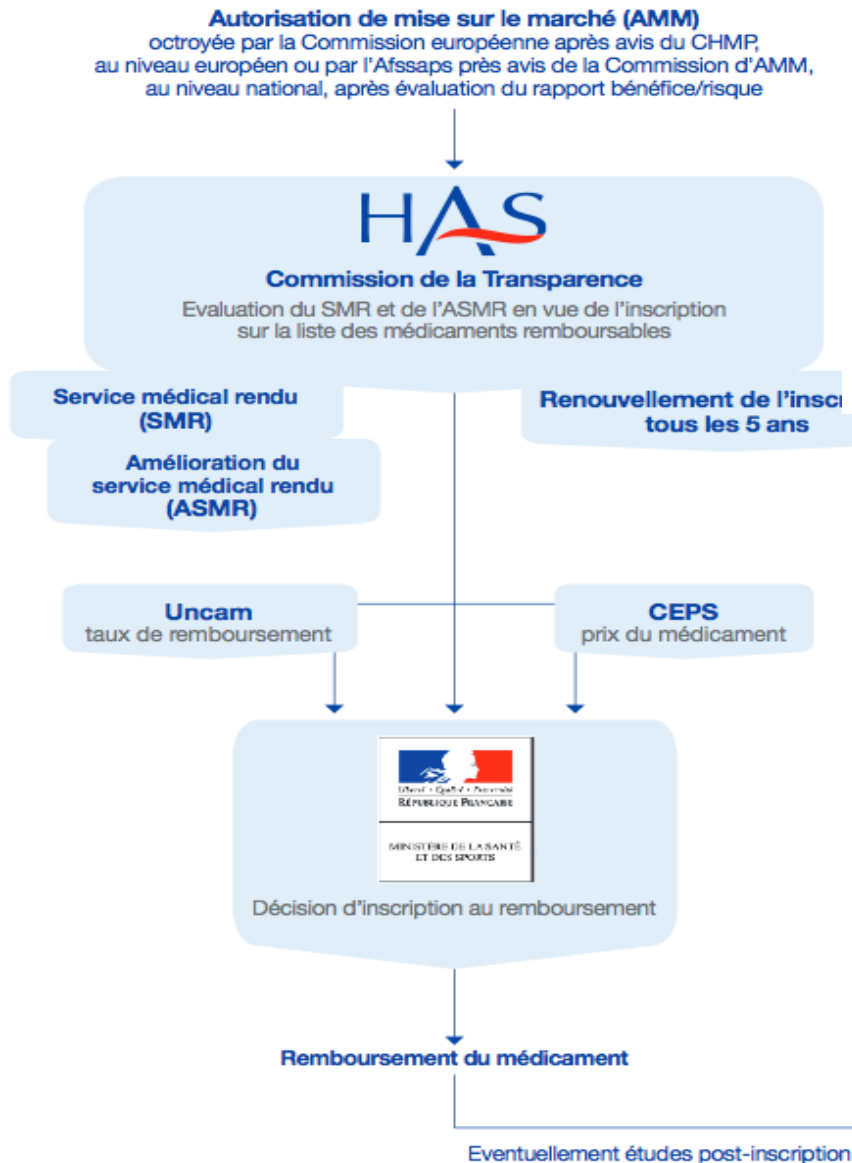 Autorisation de mise sur le marché (AMM)
octroyée par la Commission européenne après avis du CHMP,
au niveau européen ou par l'Afssaps près avis de la Commission d'AMM,
au niveau national, après évaluation du rapport bénéfice/risque
HAS
Commission de la Transparence
Evaluation du SMR et de l'ASMR en vue de l'inscription
sur la liste des médicaments remboursables
Service médical rendu
(SMR)
Amélioration du
service médical rendu
(ASMR)
Renouvellement de l'inscr
tous les 5 ans
Uncam
taux de remboursement
CEPS
prix du médicament
Liberté • Égalité • Fraternité
RÉPUBLIQUE FRANÇAISE
MINISTÈRE DE LA SANTÉ
ET DES SPORTS
Décision d'inscription au remboursement
Remboursement du médicament
Eventuellement études post-inscription